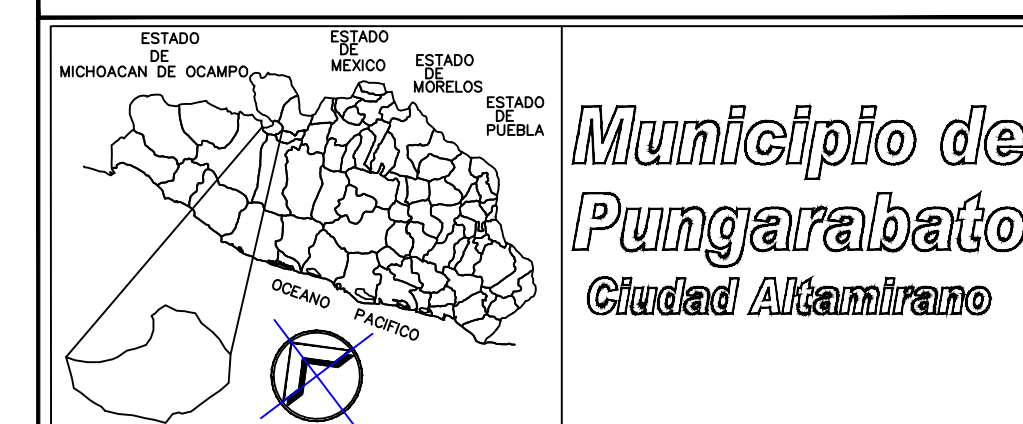 ESTADO
DE
MICHOACAN DE OCAMPO
ESTADO
DE
MEXICO
ESTADO
DE
MORELOS
ESTADO
DE
PUEBLA
OCEANO PACIFICO
Municipio de
Pungarabato
Ciudad Altamirano